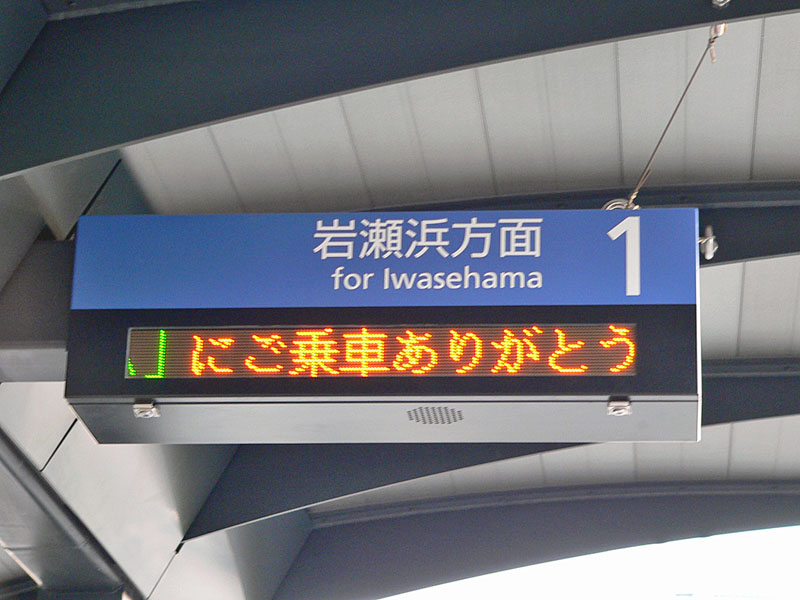 岩瀬浜方面 1
for Iwasehama
にご乗車ありがとう